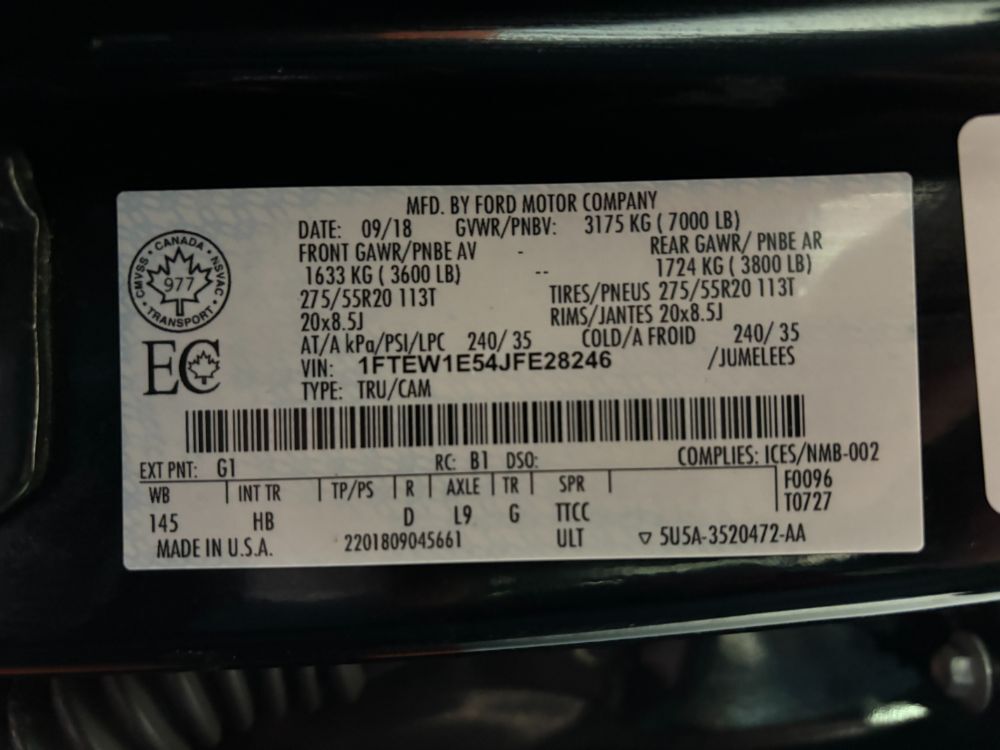 MFD. BY FORD MOTOR COMPANY
DATE: 09/18 GVWR/PNBV: 3175 KG ( 7000 LB)
FRONT GAWR/PNBE AV - REAR GAWR/ PNBE AR
1633 KG ( 3600 LB) -- 1724 KG ( 3800 LB)
275/55R20 113T TIRES/PNEUS 275/55R20 113T
20x8.5J RIMS/JANTES 20x8.5J
AT/A kPa/PSI/LPC 240/ 35 COLD/A FROID 240/ 35
VIN: 1FTEW1E54JFE28246 /JUMELEES
TYPE: TRU/CAM
CMVSS • CANADA • NSVAC
977
• TRANSPORT •
EC
EXT PNT: G1 RC: B1 DSO: COMPLIES: ICES/NMB-002
WB INT TR TP/PS R AXLE TR SPR F0096
T0727
145 HB D L9 G TTCC
MADE IN U.S.A. 2201809045661 ULT ▽ 5U5A-3520472-AA